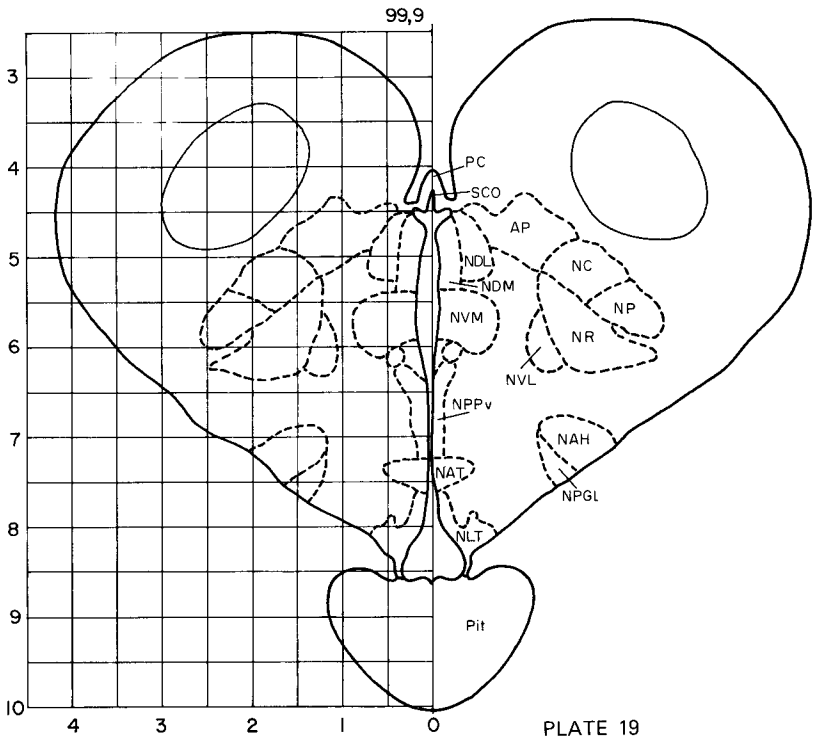 99,9
3
4
5
6
7
8
9
10
4
3
2
1
0
PC
SCO
AP
NDL
NC
NDM
NP
NVM
NR
NVL
NPPv
NAH
NAT
NPGl
NLT
Pit
PLATE 19